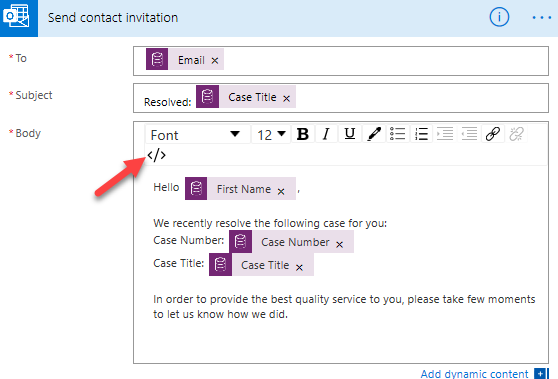 Send contact invitation
* To
Email ×
* Subject
Resolved: Case Title ×
* Body
Font 12 B I U
</>
Hello First Name × ,
We recently resolve the following case for you:
Case Number: Case Number ×
Case Title: Case Title ×
In order to provide the best quality service to you, please take few moments
to let us know how we did.
Add dynamic content